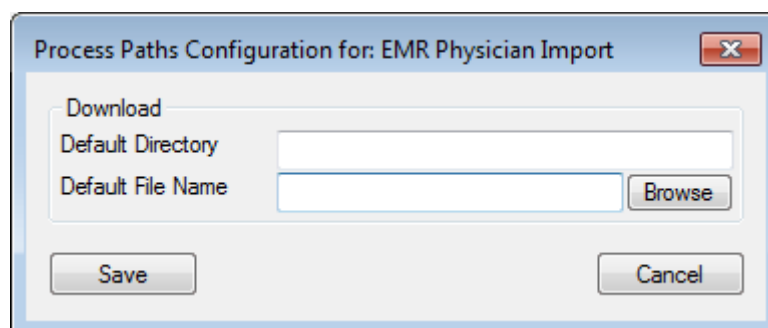 Process Paths Configuration for: EMR Physician Import
Download
Default Directory
Default File Name
Browse
Save
Cancel